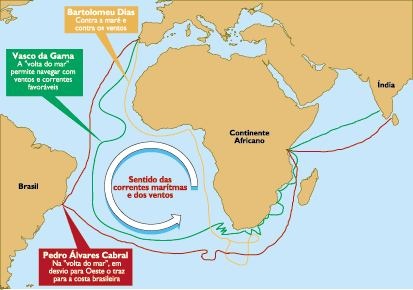 Bartolomeu Dias
Contra a maré e
contra os ventos
Vasco da Gama
A "volta do mar"
permite navegar com
ventos e correntes
favoráveis
Índia
Continente
Africano
Brasil
Sentido das
correntes marítmas
e dos ventos
Pedro Álvares Cabral
Na "volta do mar", em
desvio para Oeste o traz
para a costa brasileira